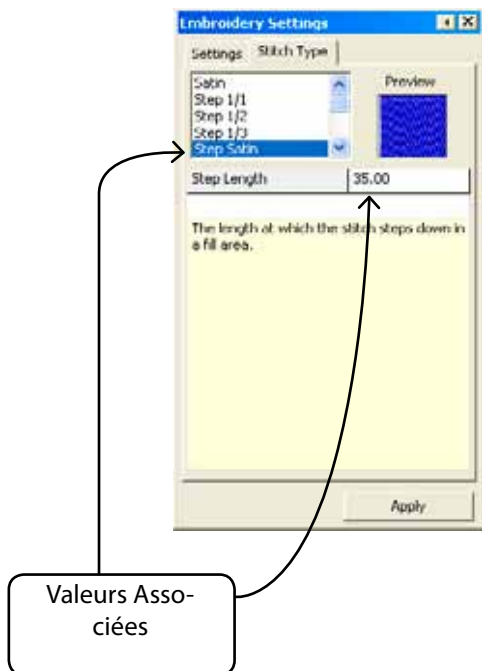 Embroidery Settings
Settings Stitch Type
Satin
Step 1/1
Step 1/2
Step 1/3
Step Satin
Preview
Step Length 35.00
The length at which the stitch steps down in
a fill area.
Apply
Valeurs Asso-
ciées